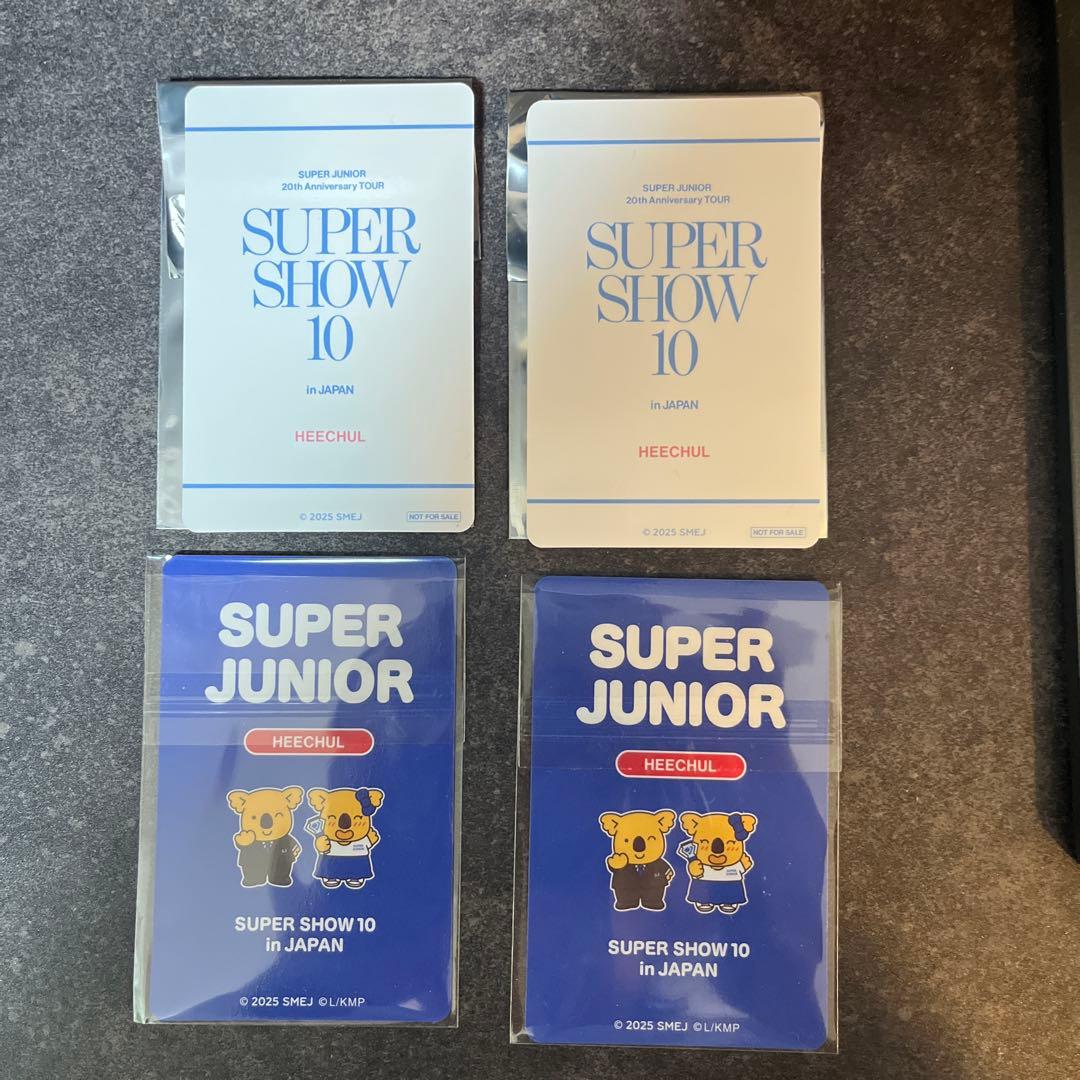 SUPER JUNIOR
20th Anniversary TOUR
SUPER
SHOW
10
in JAPAN
HEECHUL
© 2025 SMEJ
NOT FOR SALE
SUPER JUNIOR
20th Anniversary TOUR
SUPER
SHOW
10
in JAPAN
HEECHUL
© 2025 SMEJ
NOT FOR SALE
SUPER
JUNIOR
HEECHUL
SUPER SHOW 10
in JAPAN
© 2025 SMEJ ©L/KMP
SUPER
JUNIOR
HEECHUL
SUPER SHOW 10
in JAPAN
© 2025 SMEJ ©L/KMP